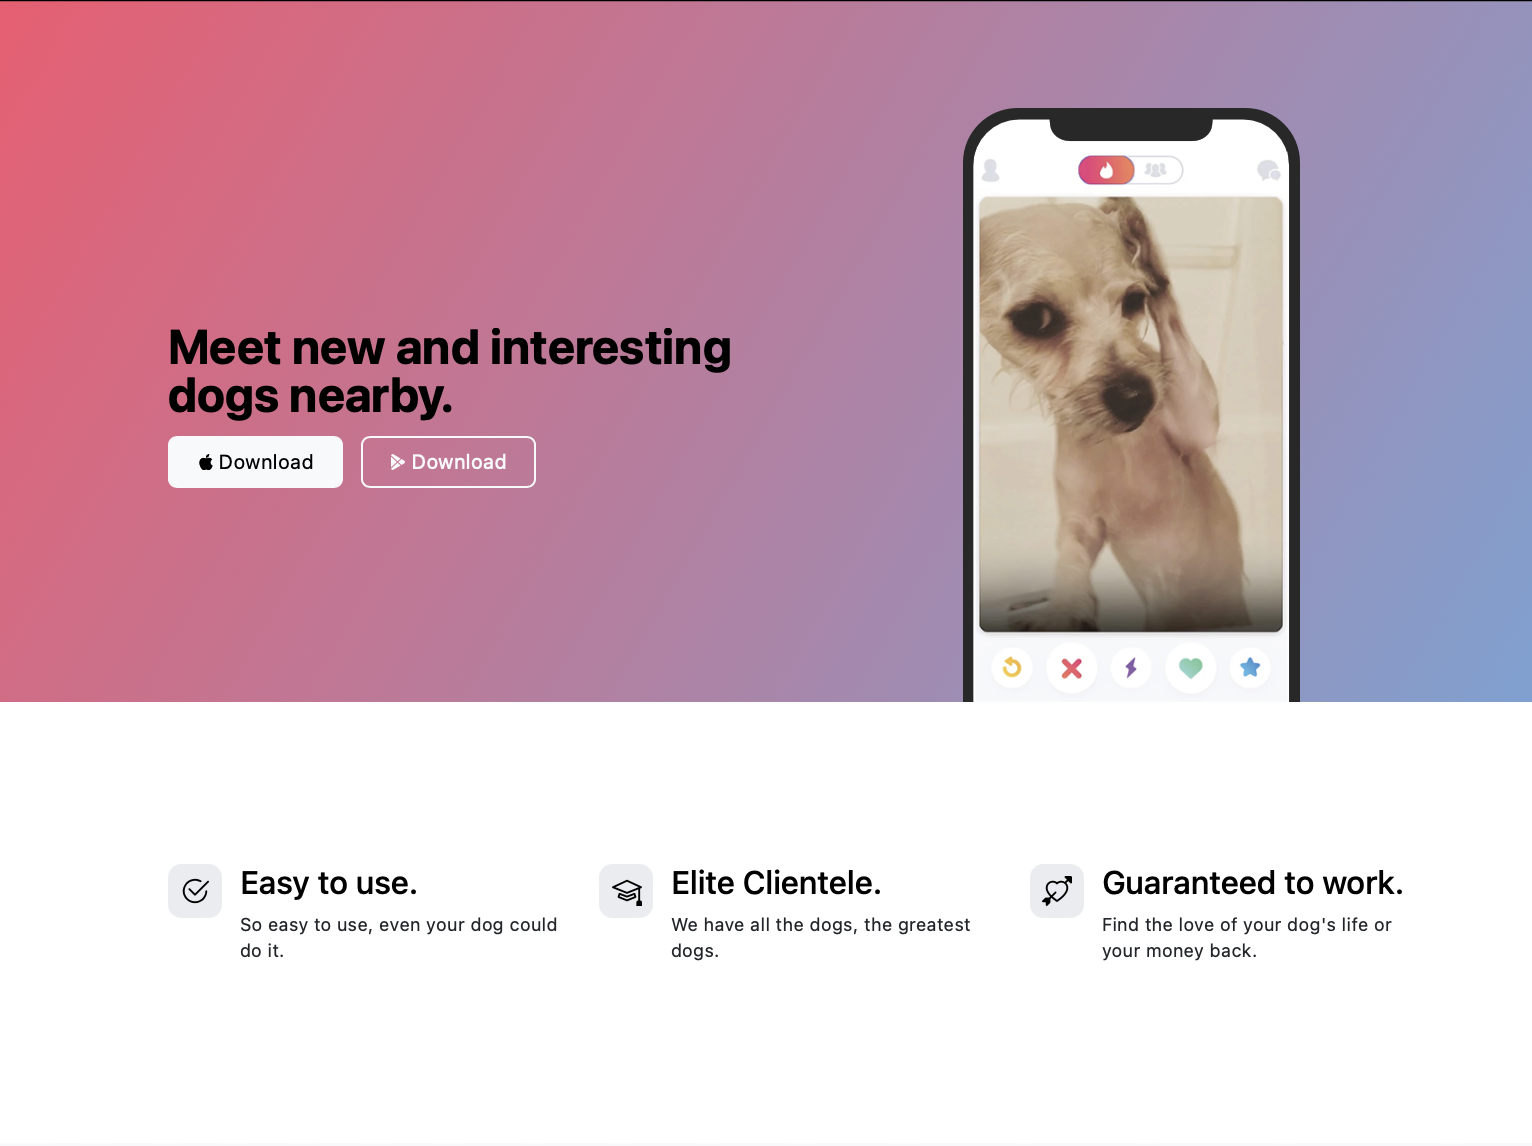 Meet new and interesting
dogs nearby.
Download
Download
Easy to use.
So easy to use, even your dog could
do it.
Elite Clientele.
We have all the dogs, the greatest
dogs.
Guaranteed to work.
Find the love of your dog's life or
your money back.